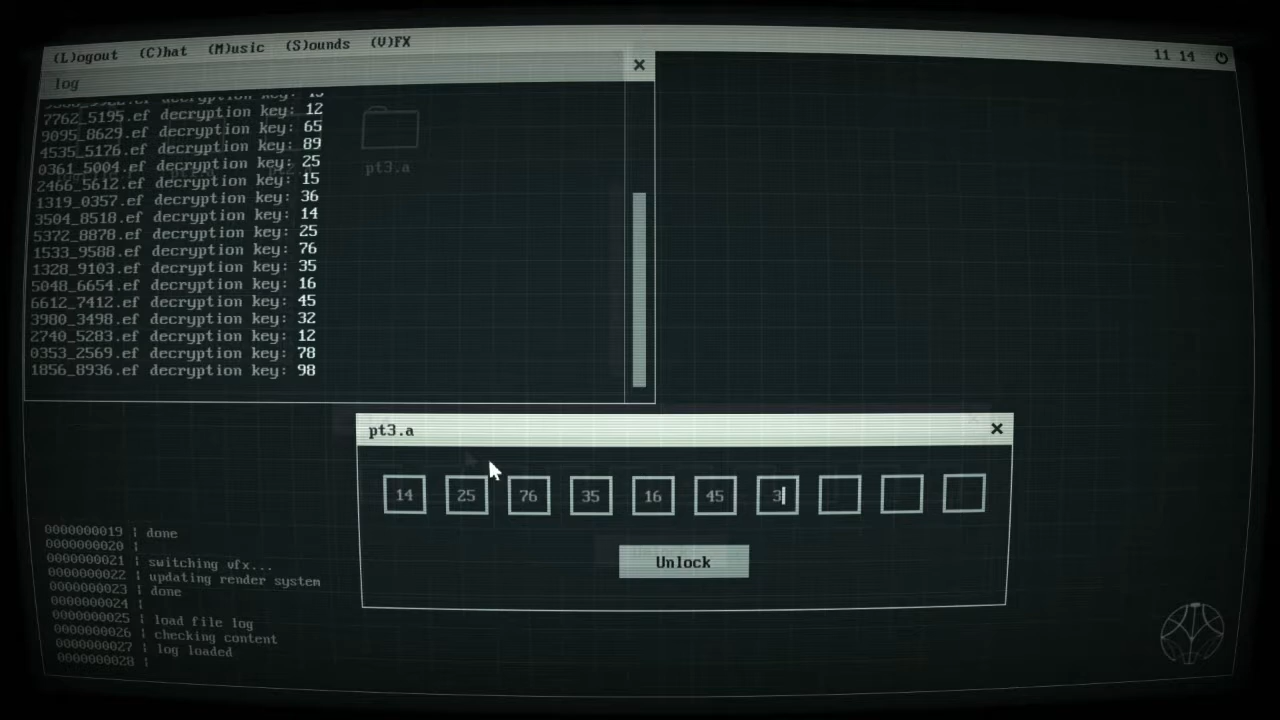 (L)ogout (C)hat (M)usic (S)ounds (V)FX 11 14
log
7762_5195.ef decryption key: 12
9095_8629.ef decryption key: 65
4535_5176.ef decryption key: 89
0361_5004.ef decryption key: 25
2466_5612.ef decryption key: 15
1319_0357.ef decryption key: 36
3504_8518.ef decryption key: 14
5372_8878.ef decryption key: 25
1533_9588.ef decryption key: 76
1328_9103.ef decryption key: 35
5048_6654.ef decryption key: 16
6612_7412.ef decryption key: 45
3980_3498.ef decryption key: 32
2740_5283.ef decryption key: 12
0353_2569.ef decryption key: 78
1856_8936.ef decryption key: 98
pt3.a
pt3.a
14 25 76 35 16 45 3
Unlock
0000000019 | done
0000000020 |
0000000021 | switching vfx...
0000000022 | updating render system
0000000023 | done
0000000024 |
0000000025 | load file log
0000000026 | checking content
0000000027 | log loaded
0000000028 |